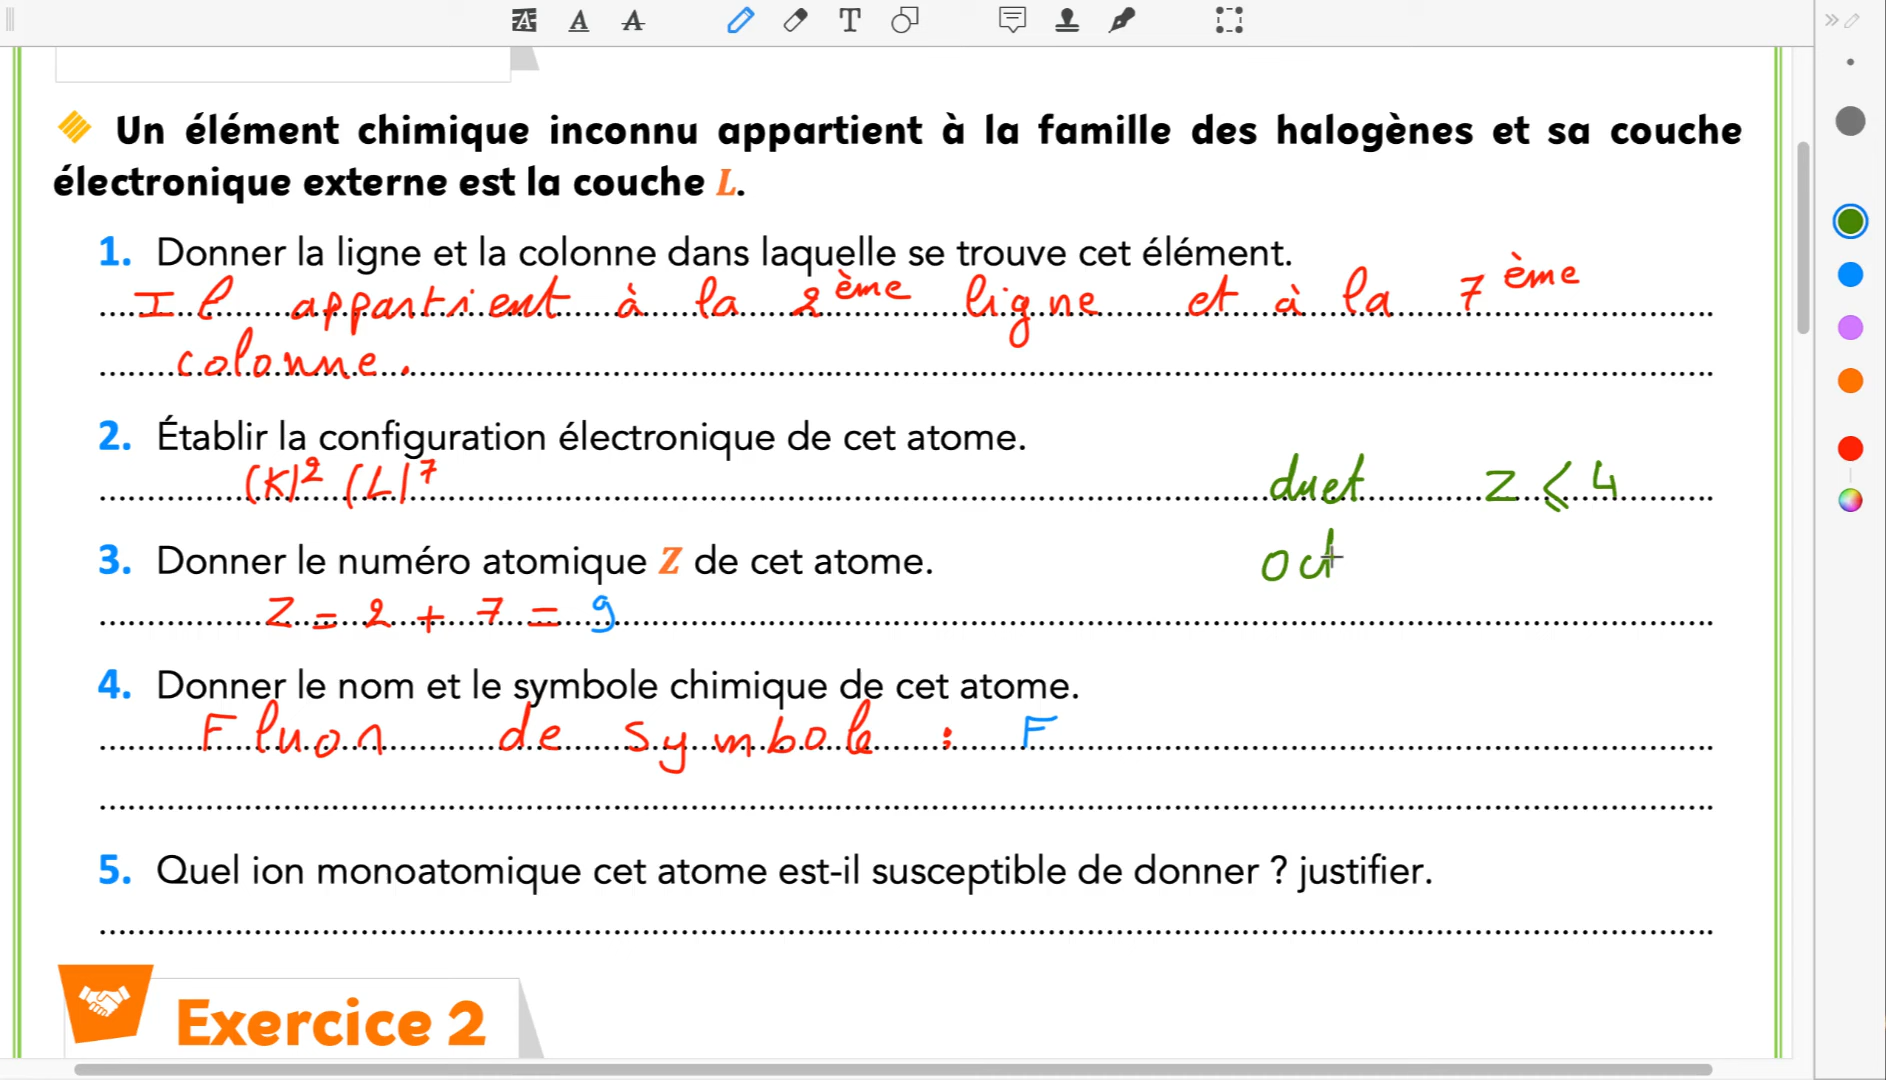 Un élément chimique inconnu appartient à la famille des halogènes et sa couche
électronique externe est la couche L.
1. Donner la ligne et la colonne dans laquelle se trouve cet élément.
Il appartient à la 2ème ligne et à la 7ème
colonne.
2. Établir la configuration électronique de cet atome.
(K)² (L)⁷ duet Z ⩽ 4
3. Donner le numéro atomique Z de cet atome. oct
Z = 2 + 7 = 9
4. Donner le nom et le symbole chimique de cet atome.
Fluor de symbole : F
5. Quel ion monoatomique cet atome est-il susceptible de donner ? justifier.
Exercice 2